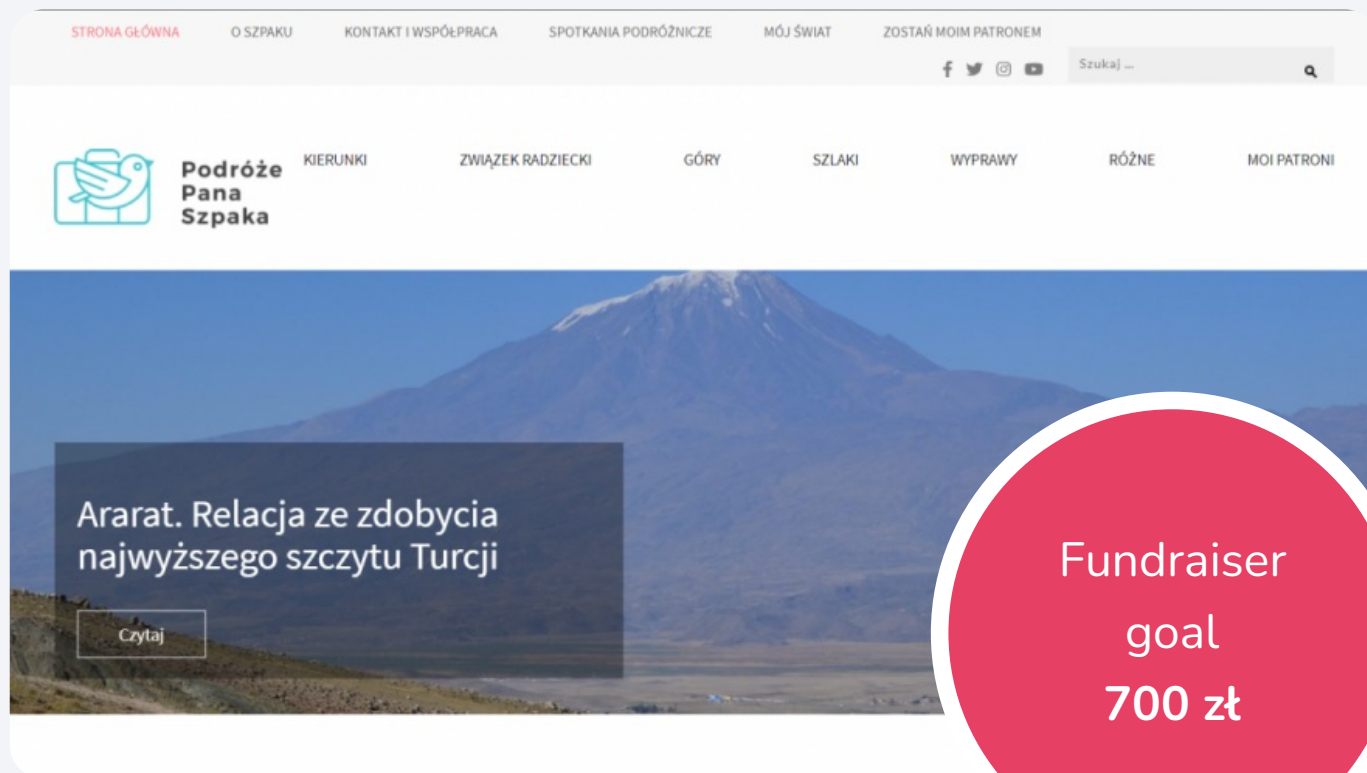 STRONA GŁÓWNA O SZPAKU KONTAKT I WSPÓŁPRACA SPOTKANIA PODRÓŻNICZE MÓJ ŚWIAT ZOSTAŃ MOIM PATRONEM
Szukaj ...
Podróże
Pana
Szpaka
KIERUNKI ZWIĄZEK RADZIECKI GÓRY SZLAKI WYPRAWY RÓŻNE MOI PATRONI
Ararat. Relacja ze zdobycia
najwyższego szczytu Turcji
Czytaj
Fundraiser
goal
700 zł